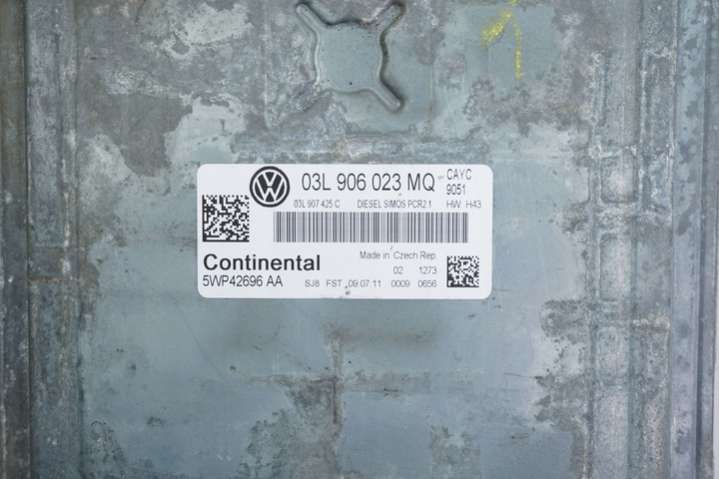 03L 906 023 MQ CAYC
9051
03L 907 425 C DIESEL SIMOS PCR2.1 HW H43
Made in Czech Rep.
Continental
02 1273
5WP42696 AA
SJ8 FST 09.07.11 0009 0656